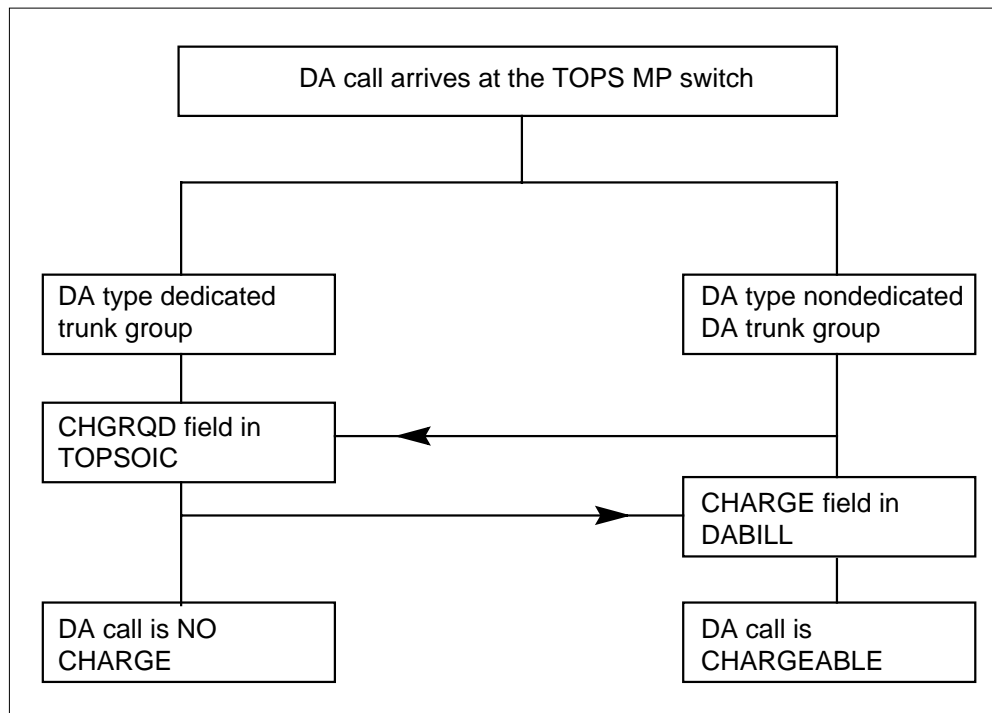 DA call arrives at the TOPS MP switch
DA type dedicated
trunk group
DA type nondedicated
DA trunk group
CHGRQD field in
TOPSOIC
CHARGE field in
DABILL
DA call is NO
CHARGE
DA call is
CHARGEABLE